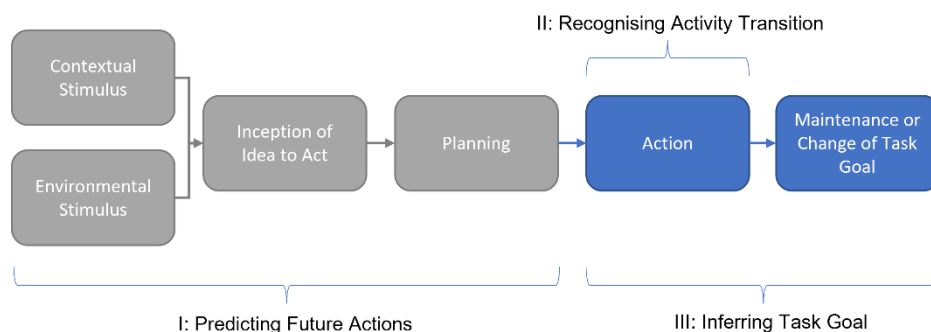 II: Recognising Activity Transition
Contextual
Stimulus
Environmental
Stimulus
Inception of
Idea to Act
Planning
Action
Maintenance or
Change of Task
Goal
I: Predicting Future Actions
III: Inferring Task Goal